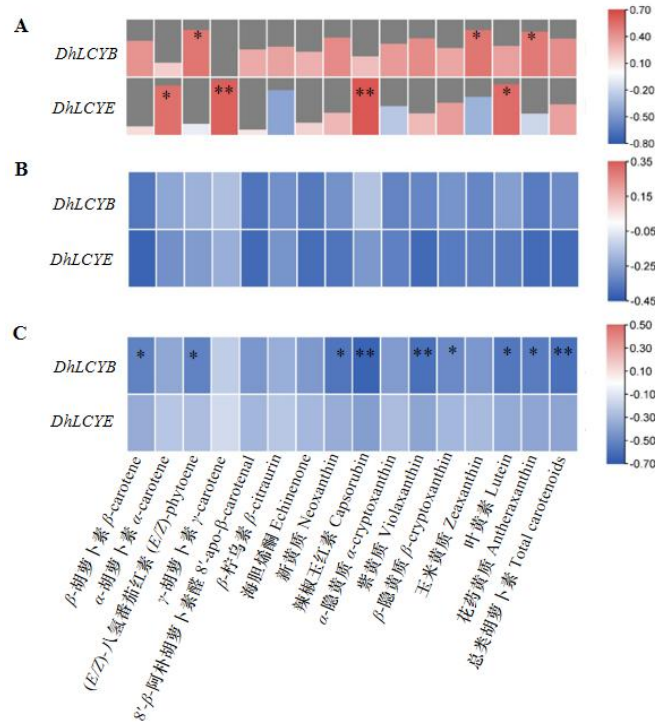 A
DhLCYB
* * *
DhLCYE
* ** ** *
0.70
0.50
0.30
0.10
0.00
-0.20
-0.40
-0.60
-0.80
B
DhLCYB
DhLCYE
0.35
0.15
-0.05
-0.25
-0.45
C
DhLCYB
* * * ** ** * * * **
DhLCYE
0.50
0.30
0.10
-0.10
-0.30
-0.50
-0.70
β-胡萝卜素 β-carotene
α-胡萝卜素 α-carotene
(E/Z)-八氢番茄红素 (E/Z)-phytoene
γ-胡萝卜素 γ-carotene
8'-β-阿朴胡萝卜素醛 8'-apo-β-carotenal
β-柠乌素 β-citraurin
海胆烯酮 Echinenone
新黄质 Neoxanthin
辣椒玉红素 Capsorubin
α-隐黄质 α-cryptoxanthin
紫黄质 Violaxanthin
β-隐黄质 β-cryptoxanthin
玉米黄质 Zeaxanthin
叶黄素 Lutein
花药黄质 Antheraxanthin
总类胡萝卜素 Total carotenoids